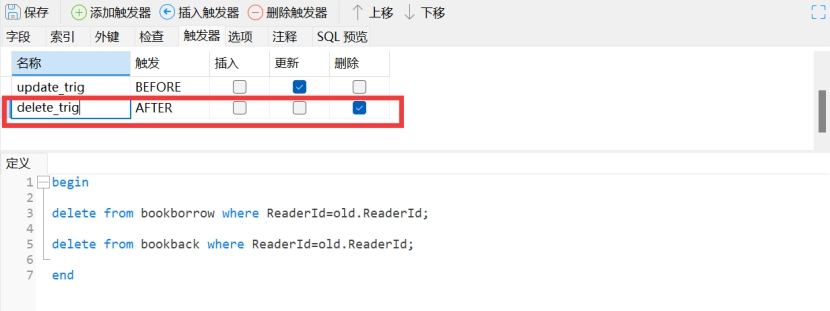 保存 添加触发器 插入触发器 删除触发器 上移 下移
字段 索引 外键 检查 触发器 选项 注释 SQL 预览
名称 触发 插入 更新 删除
update_trig BEFORE
delete_trig AFTER
定义
1 begin
2
3 delete from bookborrow where ReaderId=old.ReaderId;
4
5 delete from bookback where ReaderId=old.ReaderId;
6
7 end